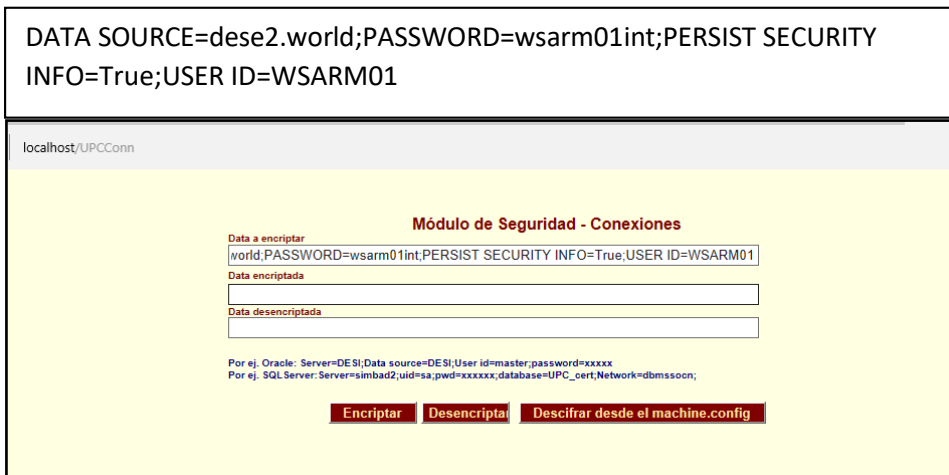 DATA SOURCE=dese2.world;PASSWORD=wsarm01int;PERSIST SECURITY
INFO=True;USER ID=WSARM01
localhost/UPCConn
Módulo de Seguridad - Conexiones
Data a encriptar
world;PASSWORD=wsarm01int;PERSIST SECURITY INFO=True;USER ID=WSARM01
Data encriptada
Data desencriptada
Por ej. Oracle: Server=DESI;Data source=DESI;User id=master;password=xxxxx
Por ej. SQLServer:Server=simbad2;uid=sa;pwd=xxxxxx;database=UPC_cert;Network=dbmssocn;
Encriptar Desencriptar Descifrar desde el machine.config